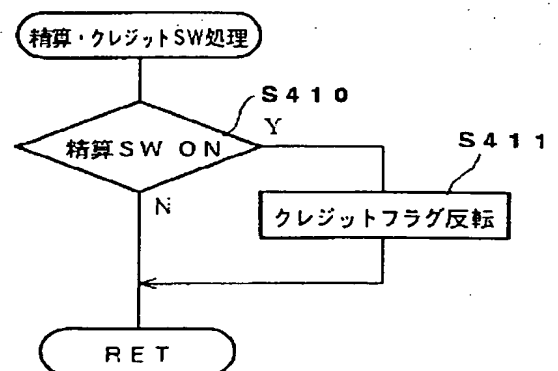 精算・クレジットSW処理
S410
精算SW ON
Y
S411
クレジットフラグ反転
N
RET